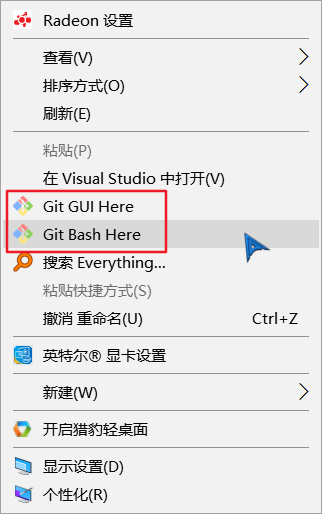 Radeon 设置
查看(V)
排序方式(O)
刷新(E)
粘贴(P)
在 Visual Studio 中打开(V)
Git GUI Here
Git Bash Here
搜索 Everything...
粘贴快捷方式(S)
撤消 重命名(U) Ctrl+Z
英特尔® 显卡设置
新建(W)
开启猎豹轻桌面
显示设置(D)
个性化(R)